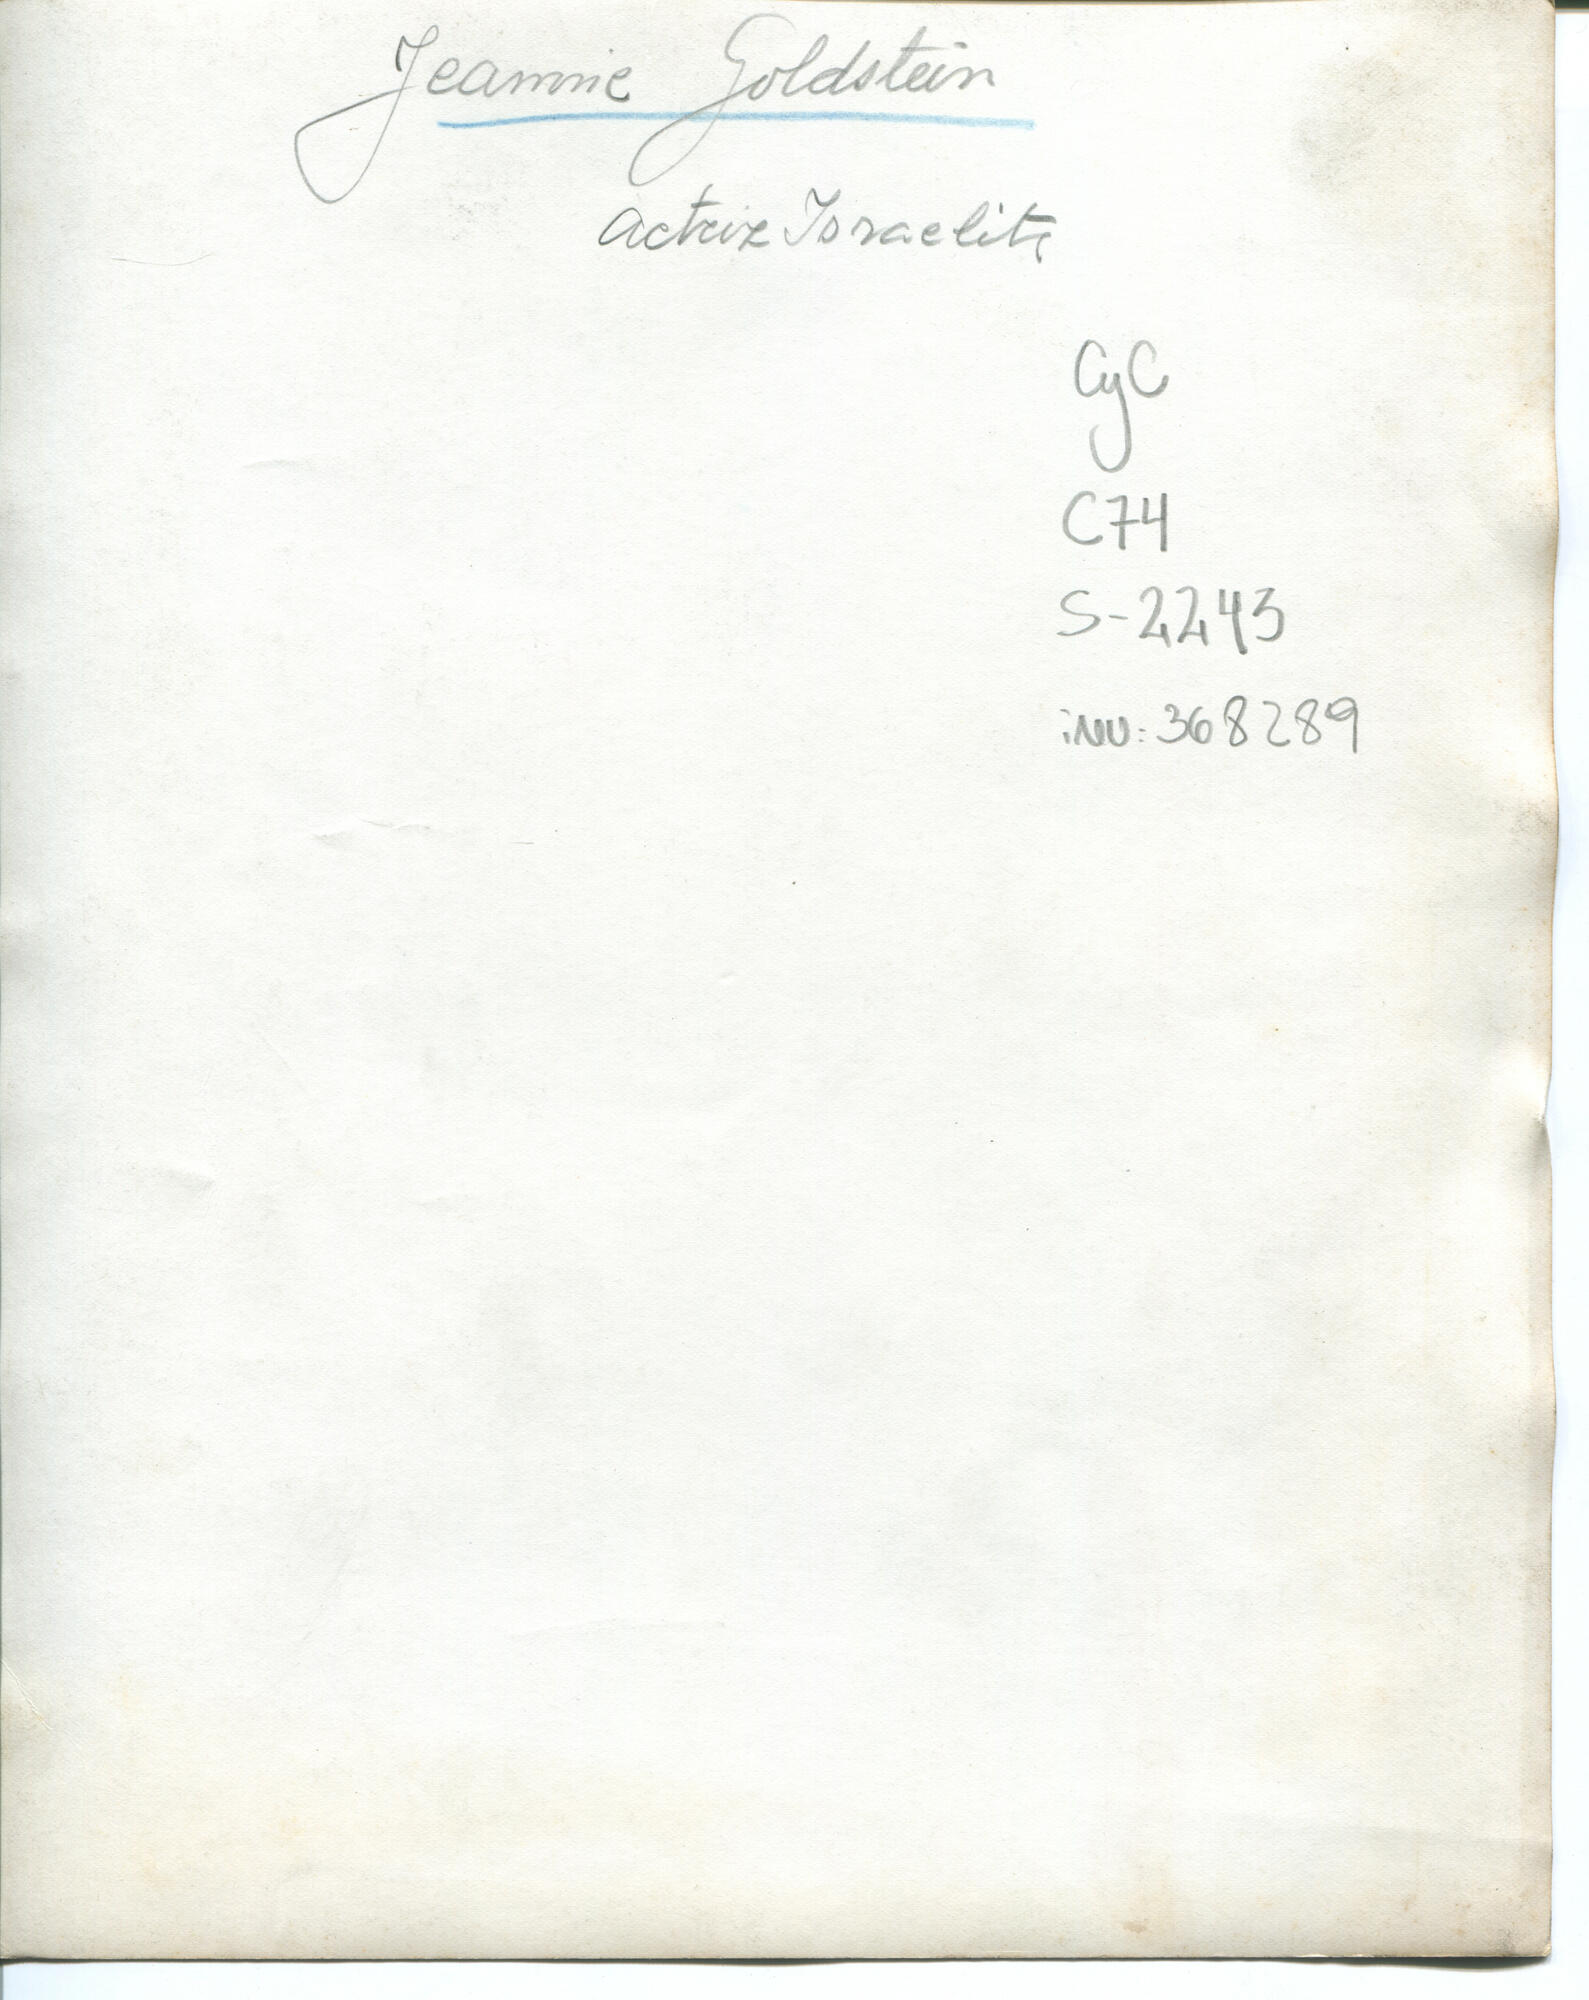 Jeannie Goldstein
actriz Israelita
CyC
C74
S-2243
iNV: 368289